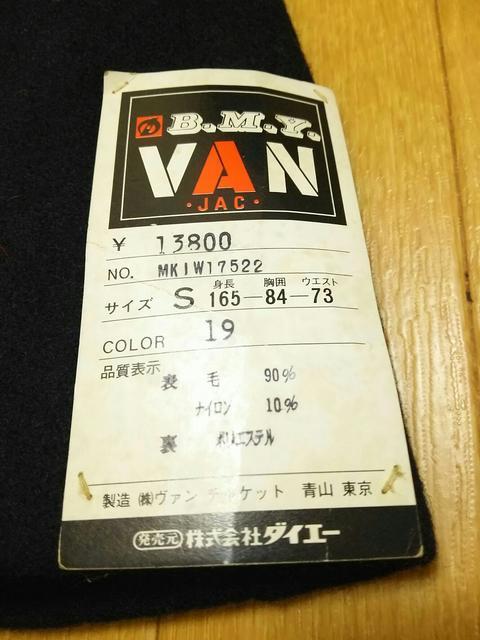 B.M.Y.
VAN
・JAC・
¥ 13800
NO. MK1W17522
身長 胸囲 ウエスト
サイズ S 165－84－73
COLOR 19
品質表示
表 毛 90%
ナイロン 10%
裏 ポリエステル
製造 ㈱ヴァン ヂャケット 青山 東京
発売元 株式会社ダイエー